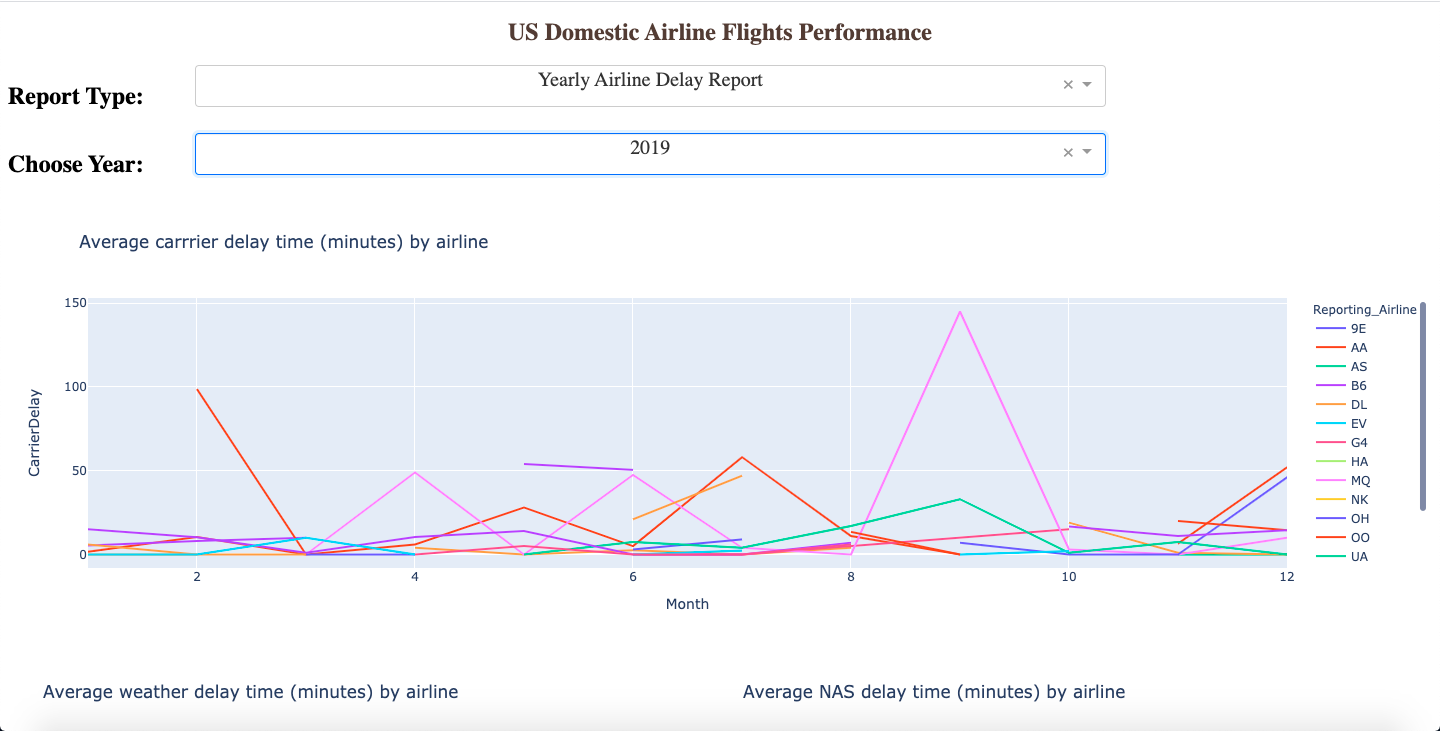 US Domestic Airline Flights Performance
Report Type:
Yearly Airline Delay Report
×
Choose Year:
2019
×
Average carrrier delay time (minutes) by airline
150
100
50
0
CarrierDelay
2 4 6 8 10 12
Month
Reporting_Airline
9E
AA
AS
B6
DL
EV
G4
HA
MQ
NK
OH
OO
UA
Average weather delay time (minutes) by airline
Average NAS delay time (minutes) by airline